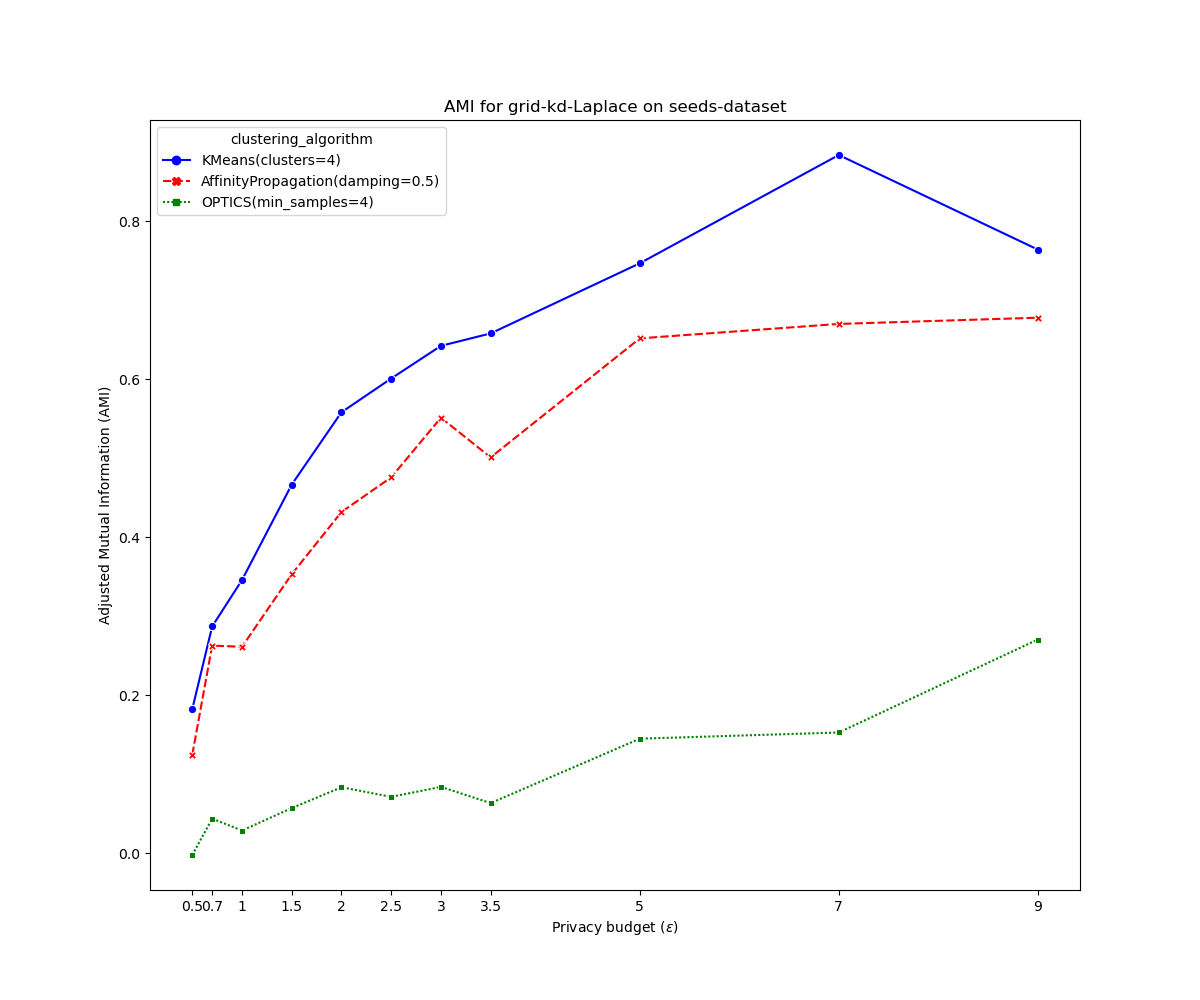 AMI for grid-kd-Laplace on seeds-dataset
clustering_algorithm
KMeans(clusters=4)
AffinityPropagation(damping=0.5)
OPTICS(min_samples=4)
Adjusted Mutual Information (AMI)
0.8
0.6
0.4
0.2
0.0
0.5 0.7 1 1.5 2 2.5 3 3.5 5 7 9
Privacy budget (ε)